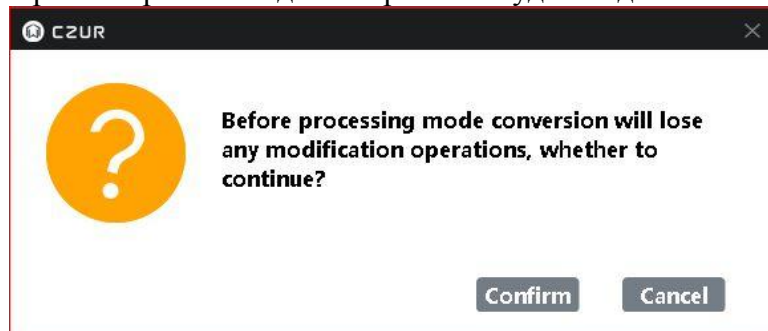 CZUR
Before processing mode conversion will lose
any modification operations, whether to
continue?
Confirm Cancel